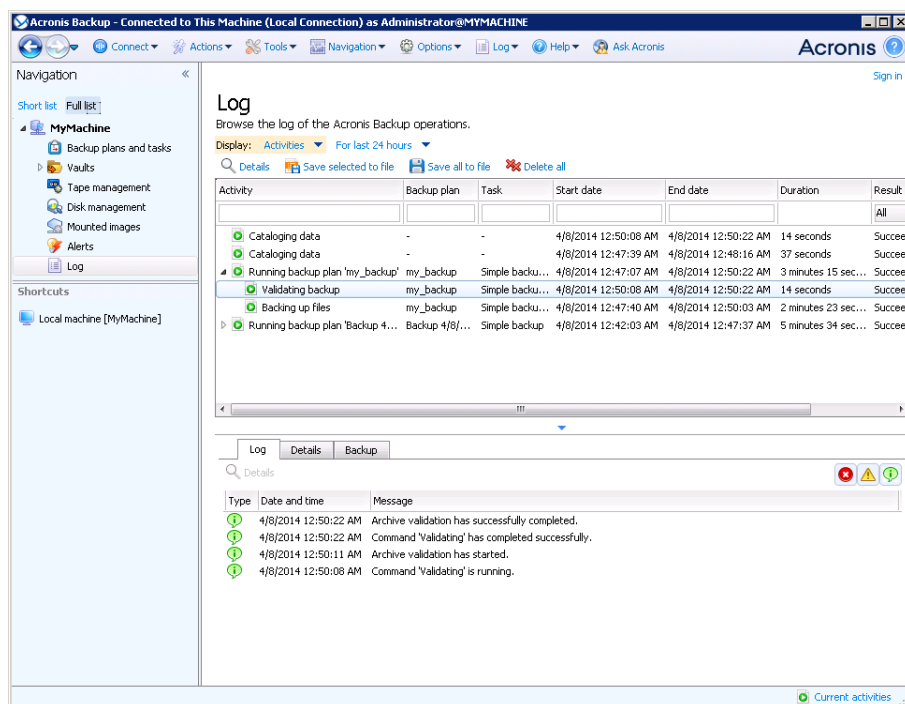 Acronis Backup - Connected to This Machine (Local Connection) as Administrator@MYMACHINE
Connect Actions Tools Navigation Options Log Help Ask Acronis Acronis
Navigation
Sign in
Short list Full list
MyMachine
Backup plans and tasks
Vaults
Tape management
Disk management
Mounted images
Alerts
Log
Shortcuts
Local machine [MyMachine]
Log
Browse the log of the Acronis Backup operations.
Display: Activities For last 24 hours
Details Save selected to file Save all to file Delete all
Activity Backup plan Task Start date End date Duration Result
All
Cataloging data - - 4/8/2014 12:50:08 AM 4/8/2014 12:50:22 AM 14 seconds Succee
Cataloging data - - 4/8/2014 12:47:39 AM 4/8/2014 12:48:16 AM 37 seconds Succee
Running backup plan 'my_backup' my_backup Simple backu... 4/8/2014 12:47:07 AM 4/8/2014 12:50:22 AM 3 minutes 15 sec... Succee
Validating backup my_backup Simple backu... 4/8/2014 12:50:08 AM 4/8/2014 12:50:22 AM 14 seconds Succee
Backing up files my_backup Simple backu... 4/8/2014 12:47:40 AM 4/8/2014 12:50:03 AM 2 minutes 23 sec... Succee
Running backup plan 'Backup 4... Backup 4/8/... Simple backup 4/8/2014 12:42:03 AM 4/8/2014 12:47:37 AM 5 minutes 34 sec... Succee
Log Details Backup
Details
Type Date and time Message
4/8/2014 12:50:22 AM Archive validation has successfully completed.
4/8/2014 12:50:22 AM Command 'Validating' has completed successfully.
4/8/2014 12:50:11 AM Archive validation has started.
4/8/2014 12:50:08 AM Command 'Validating' is running.
Current activities